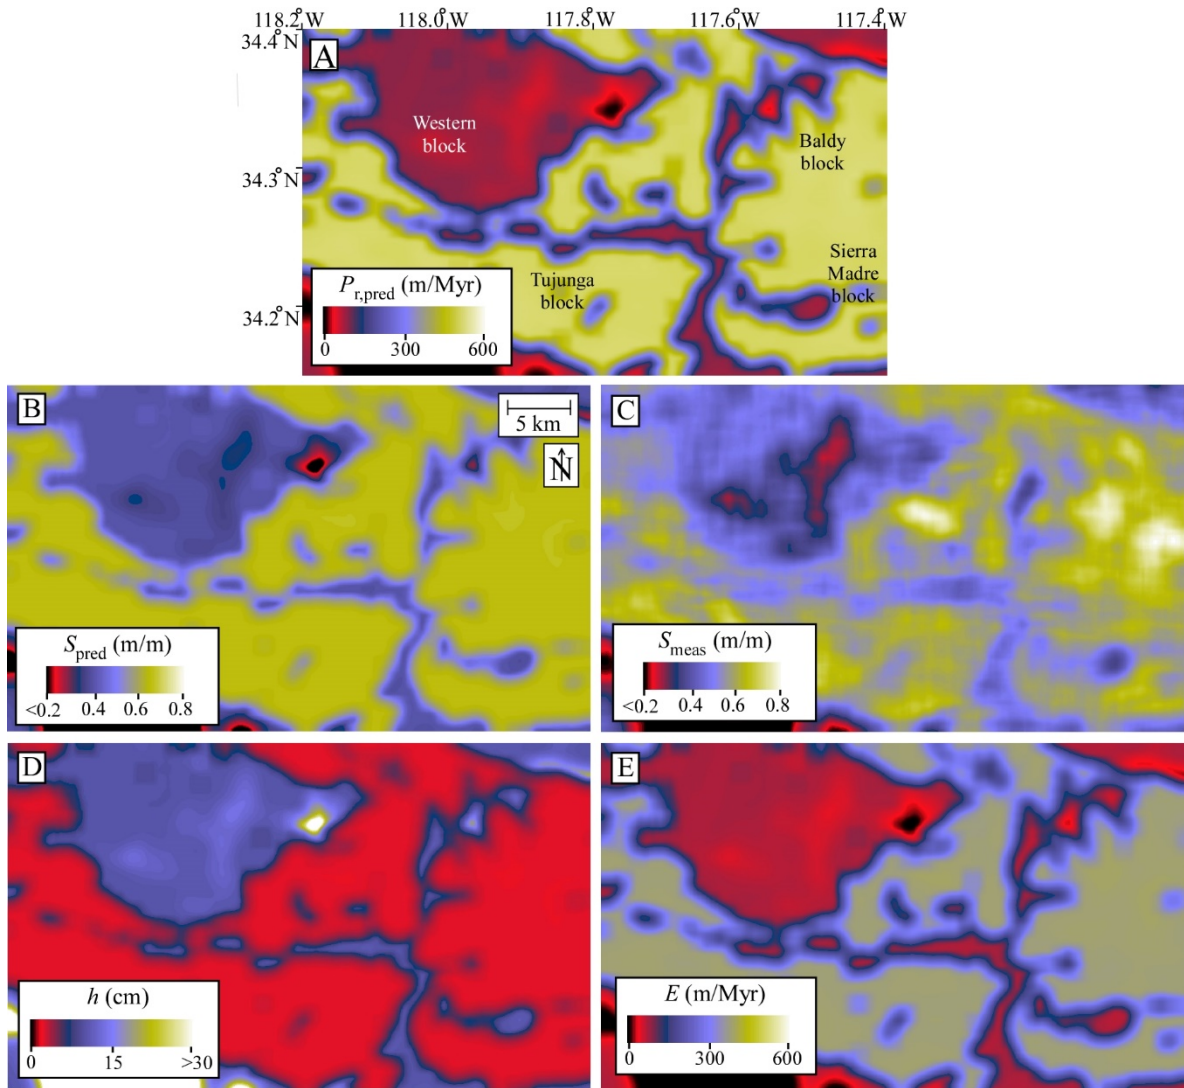 118.2°W 118.0°W 117.8°W 117.6°W 117.4°W
34.4°N
A
Western
block
Baldy
block
34.3°N
Sierra
Madre
block
Tujunga
block
34.2°N
Pr,pred (m/Myr)
0 300 600
B
5 km
N
C
Spred (m/m)
<0.2 0.4 0.6 0.8
Smeas (m/m)
<0.2 0.4 0.6 0.8
D
E
h (cm)
0 15 >30
E (m/Myr)
0 300 600